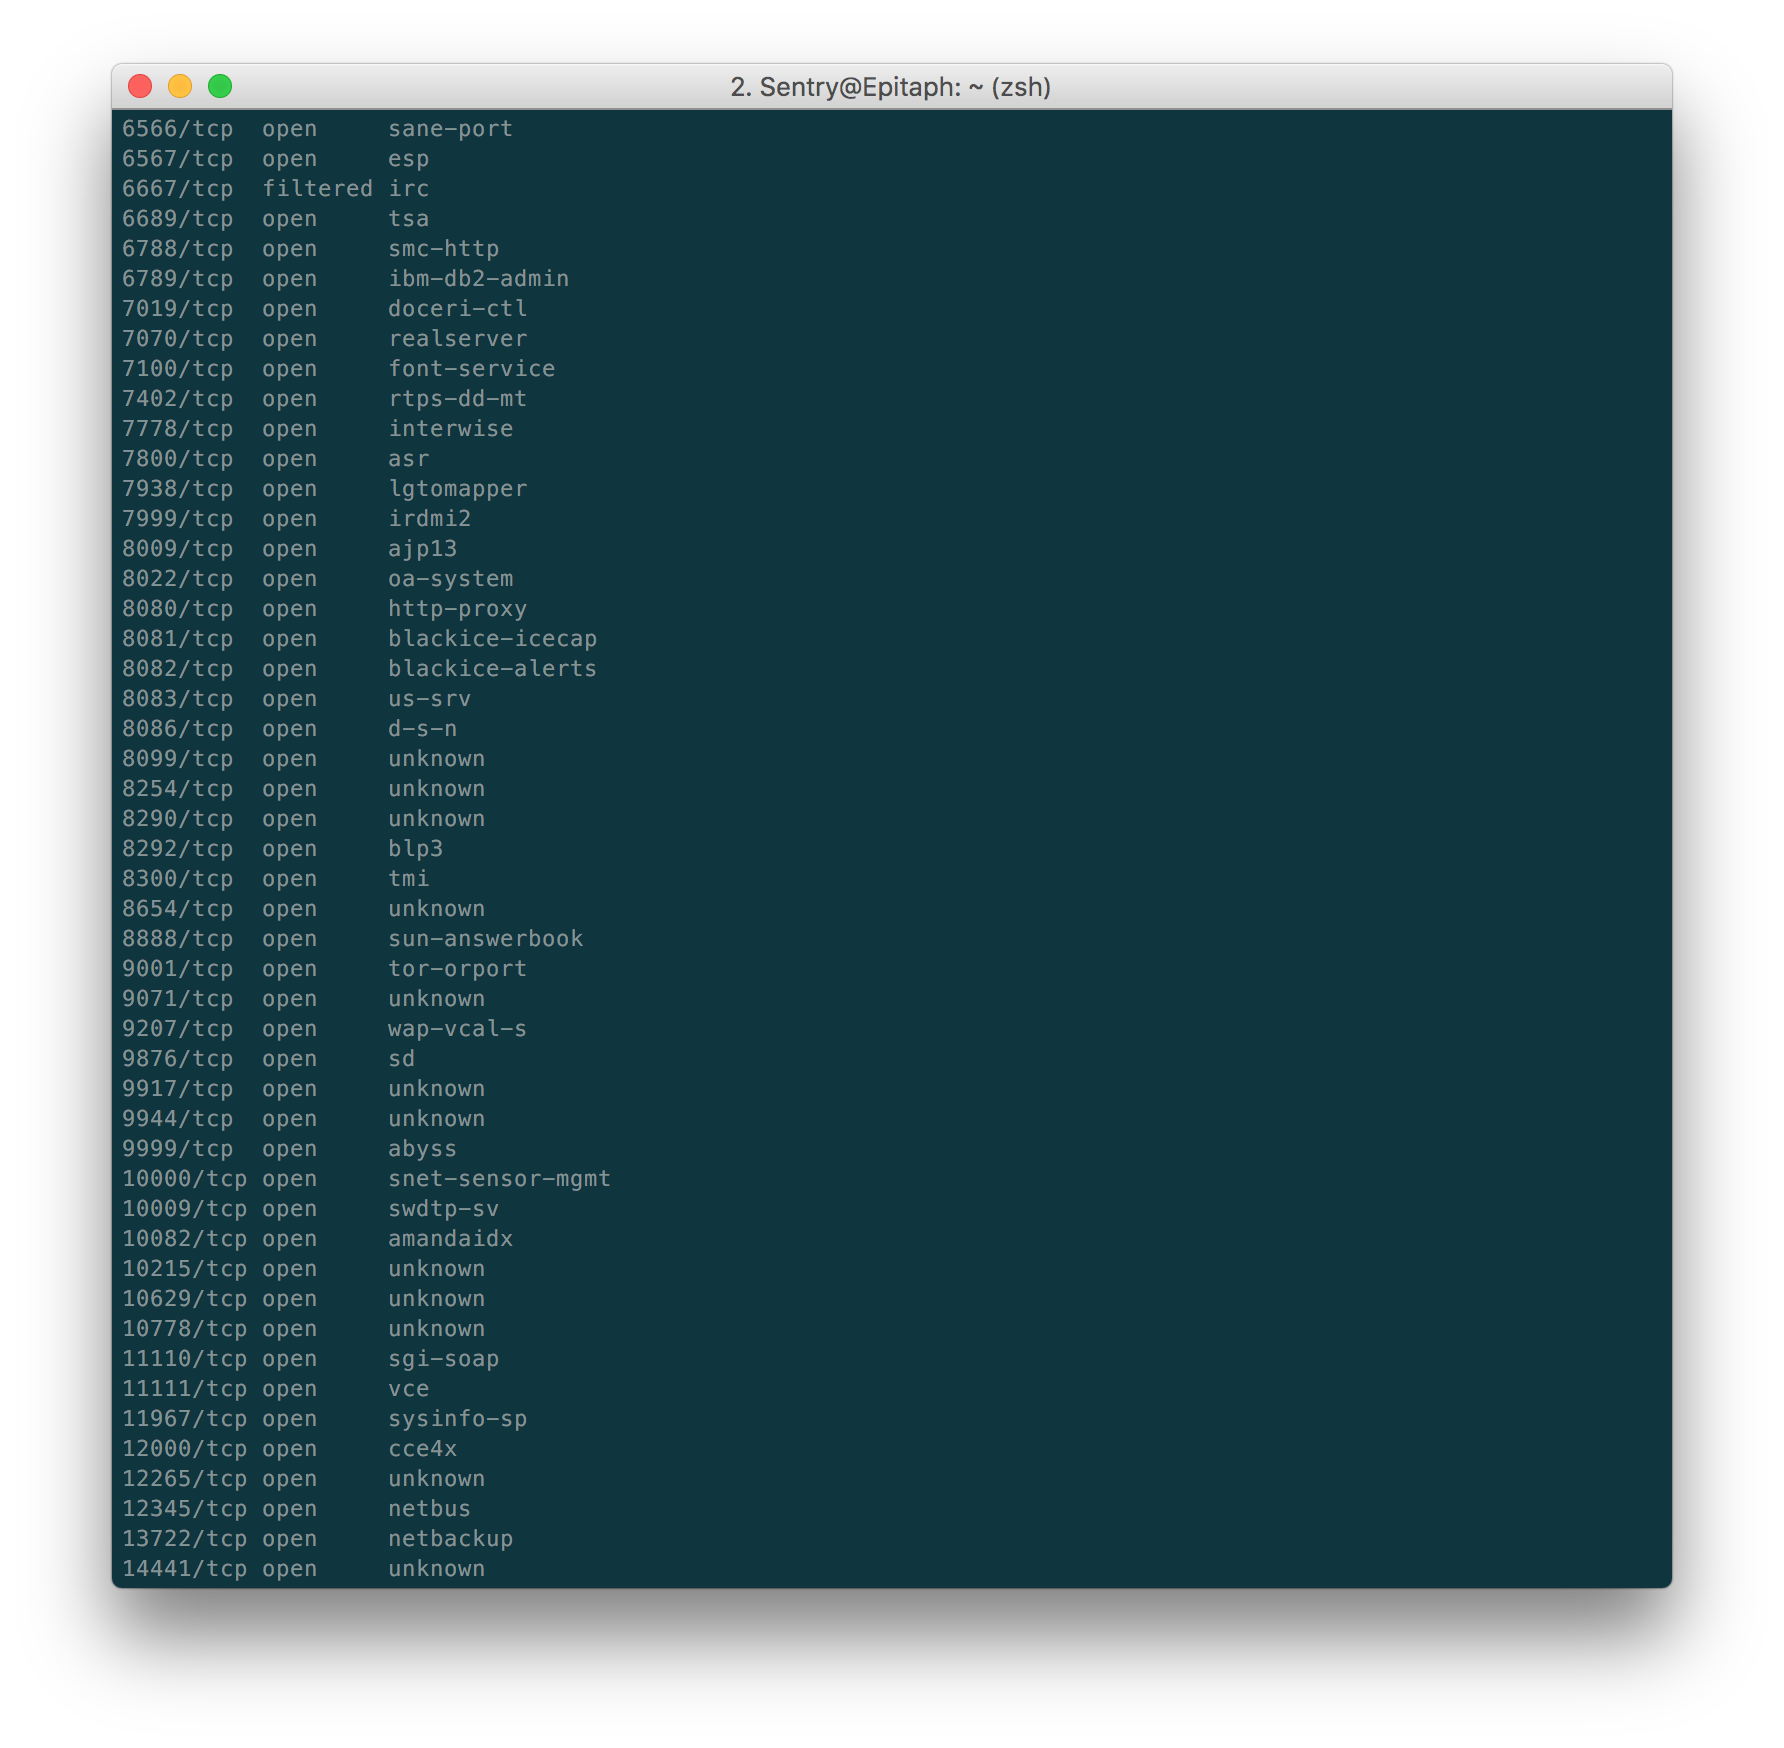 2. Sentry@Epitaph: ~ (zsh)
6566/tcp  open     sane-port
6567/tcp  open     esp
6667/tcp  filtered irc
6689/tcp  open     tsa
6788/tcp  open     smc-http
6789/tcp  open     ibm-db2-admin
7019/tcp  open     doceri-ctl
7070/tcp  open     realserver
7100/tcp  open     font-service
7402/tcp  open     rtps-dd-mt
7778/tcp  open     interwise
7800/tcp  open     asr
7938/tcp  open     lgtomapper
7999/tcp  open     irdmi2
8009/tcp  open     ajp13
8022/tcp  open     oa-system
8080/tcp  open     http-proxy
8081/tcp  open     blackice-icecap
8082/tcp  open     blackice-alerts
8083/tcp  open     us-srv
8086/tcp  open     d-s-n
8099/tcp  open     unknown
8254/tcp  open     unknown
8290/tcp  open     unknown
8292/tcp  open     blp3
8300/tcp  open     tmi
8654/tcp  open     unknown
8888/tcp  open     sun-answerbook
9001/tcp  open     tor-orport
9071/tcp  open     unknown
9207/tcp  open     wap-vcal-s
9876/tcp  open     sd
9917/tcp  open     unknown
9944/tcp  open     unknown
9999/tcp  open     abyss
10000/tcp open     snet-sensor-mgmt
10009/tcp open     swdtp-sv
10082/tcp open     amandaidx
10215/tcp open     unknown
10629/tcp open     unknown
10778/tcp open     unknown
11110/tcp open     sgi-soap
11111/tcp open     vce
11967/tcp open     sysinfo-sp
12000/tcp open     cce4x
12265/tcp open     unknown
12345/tcp open     netbus
13722/tcp open     netbackup
14441/tcp open     unknown